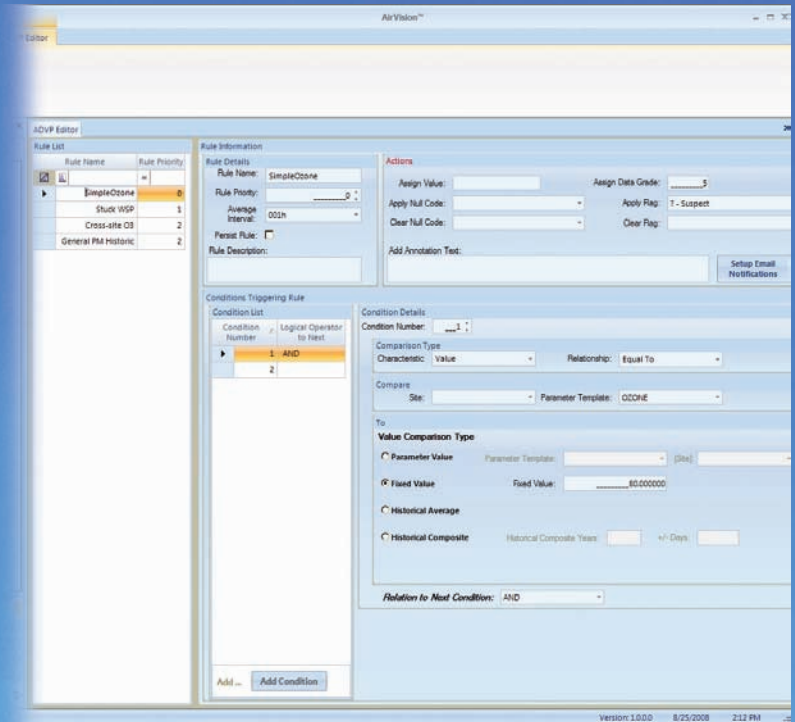 AirVision™
Editor
ADVP Editor
Rule List
Rule Name Rule Priority
=
SimpleOzone 0
Stuck WSP 1
Cross-site O3 2
General PM Historic 2
Rule Information
Rule Details
Rule Name: SimpleOzone
Rule Priority: ______0
Average Interval: 001h
Persist Rule:
Rule Description:
Actions
Assign Value:
Assign Data Grade: ______5
Apply Null Code:
Apply Flag: ? - Suspect
Clear Null Code:
Clear Flag:
Add Annotation Text:
Setup Email
Notifications
Conditions Triggering Rule
Condition List
Condition Number Logical Operator to Next
1 AND
2
Add ... Add Condition
Condition Details
Condition Number: __1
Comparison Type
Characteristic: Value Relationship: Equal To
Compare
Site: Parameter Template: OZONE
To
Value Comparison Type
Parameter Value Parameter Template: (Site):
Fixed Value Fixed Value: ______80.000000
Historical Average
Historical Composite Historical Composite Years: +/- Days:
Relation to Next Condition: AND
Version: 1.0.0.0 8/25/2008 2:12 PM